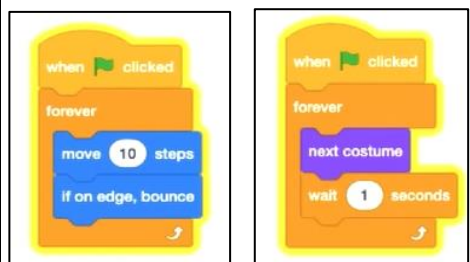 when clicked
forever
move 10 steps
if on edge, bounce
when clicked
forever
next costume
wait 1 seconds